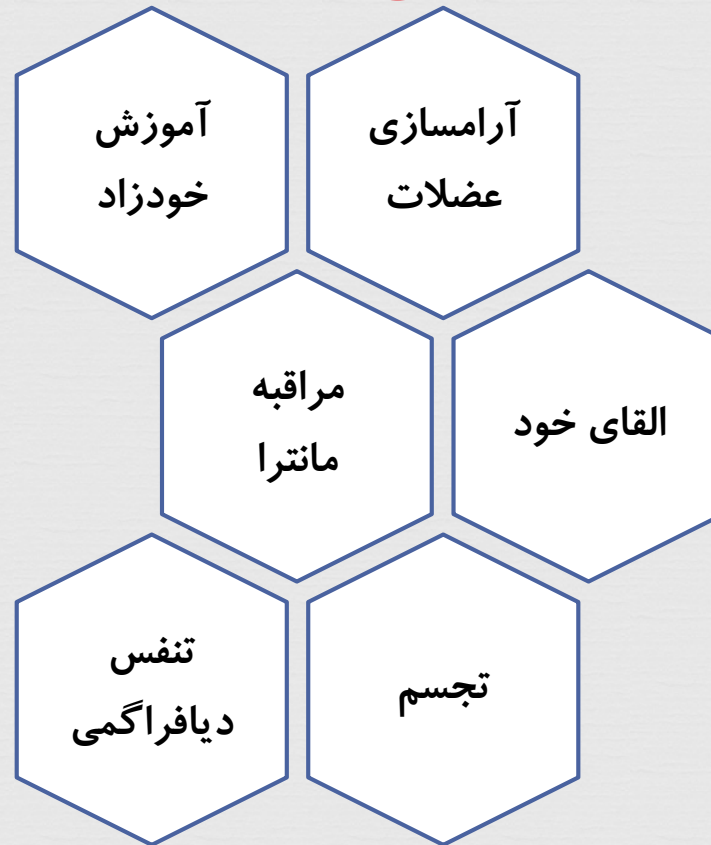 آرامسازی
عضلات
آموزش
خودزاد
القای خود
مراقبه
مانترا
تجسم
تنفس
دیافراگمی